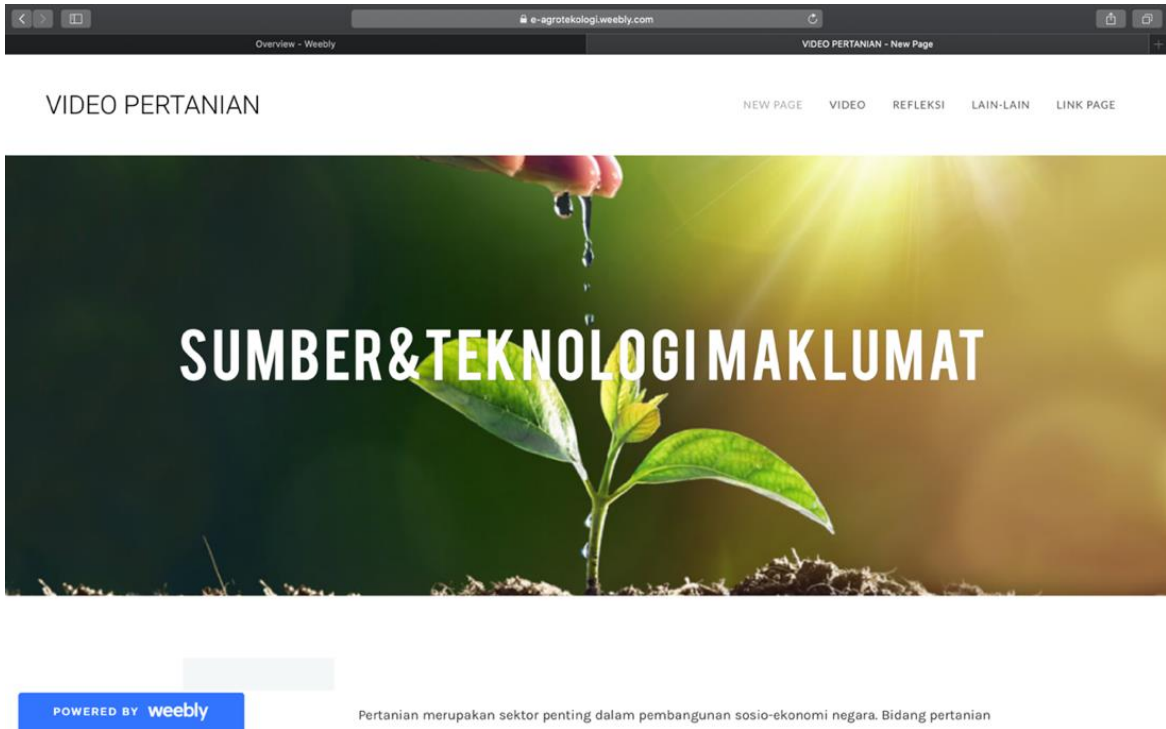 e-agrotekologi.weebly.com
Overview - Weebly
VIDEO PERTANIAN - New Page
VIDEO PERTANIAN
NEW PAGE VIDEO REFLEKSI LAIN-LAIN LINK PAGE
SUMBER&TEKNOLOGI MAKLUMAT
POWERED BY weebly
Pertanian merupakan sektor penting dalam pembangunan sosio-ekonomi negara. Bidang pertanian